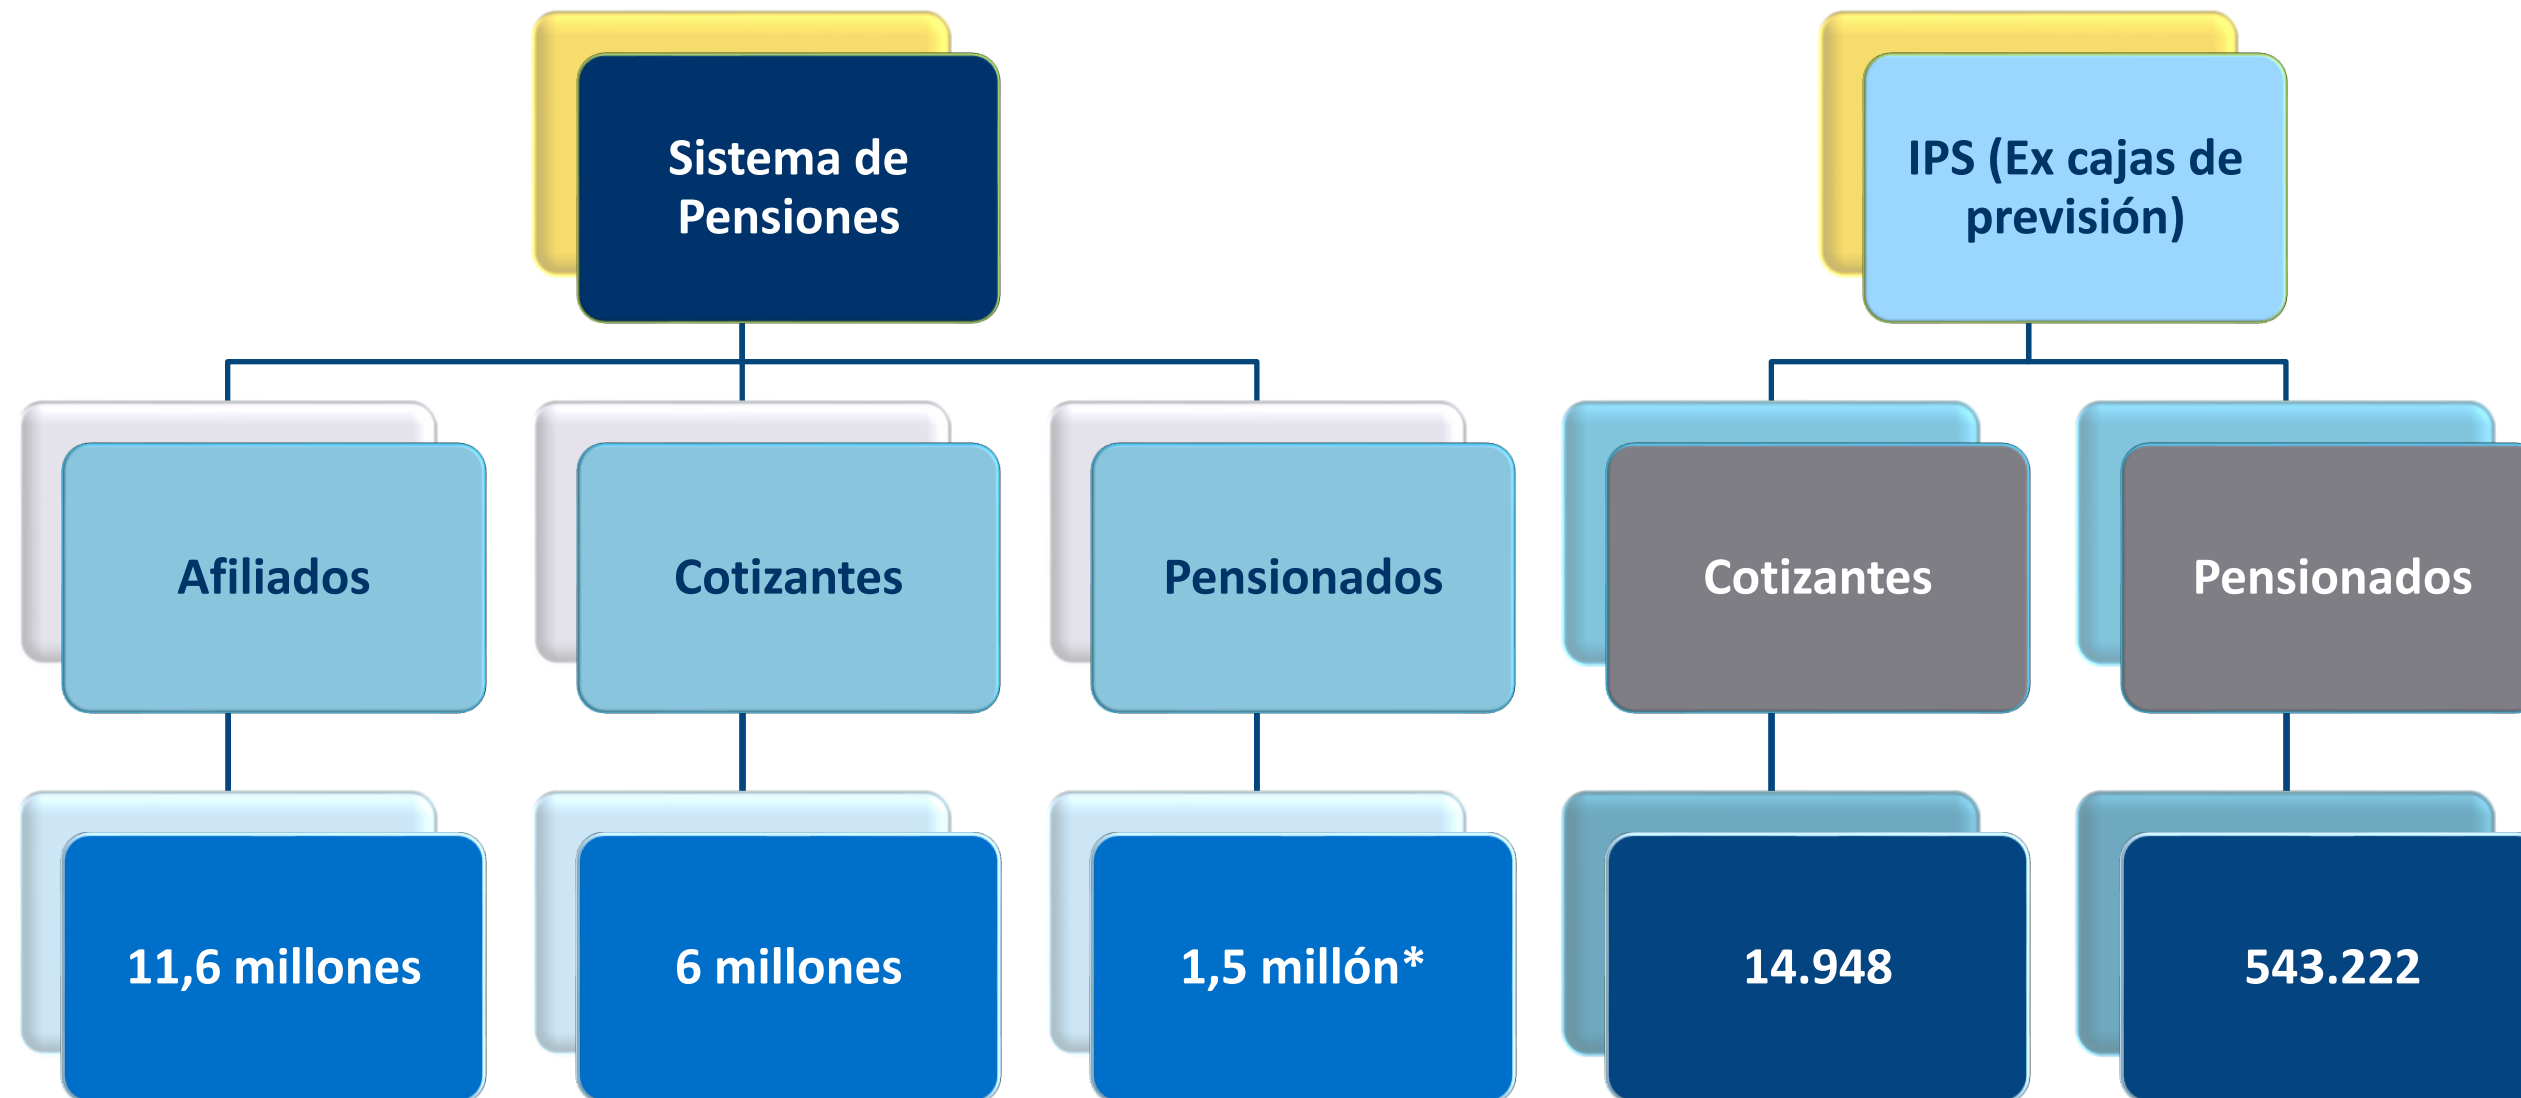 Sistema de
Pensiones
IPS (Ex cajas de
previsión)
Afiliados
Cotizantes
Pensionados
Cotizantes
Pensionados
11,6 millones
6 millones
1,5 millón*
14.948
543.222